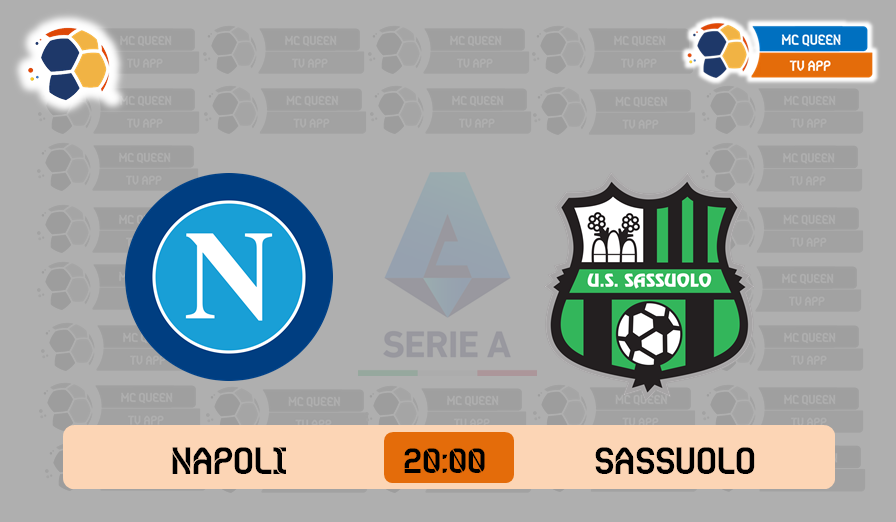 MC QUEEN
TV APP
N
U.S. SASSUOLO
SERIE A
NAPOLI 20:00 SASSUOLO